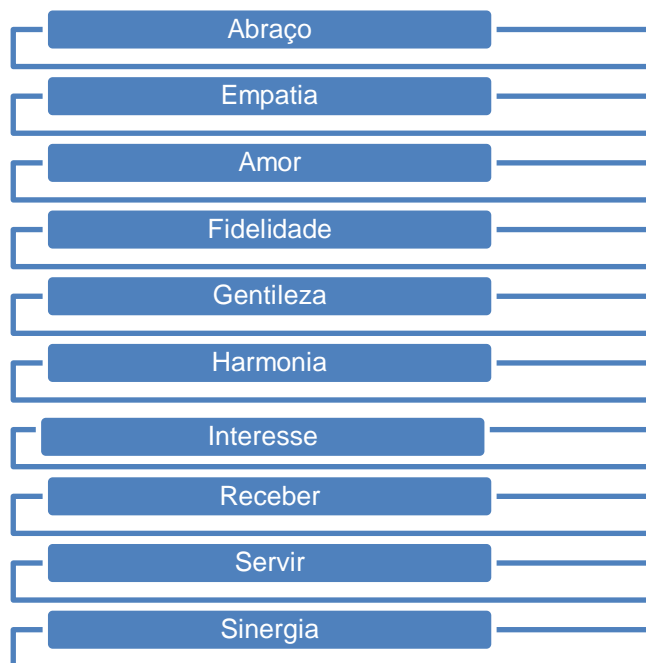 Abraço
Empatia
Amor
Fidelidade
Gentileza
Harmonia
Interesse
Receber
Servir
Sinergia